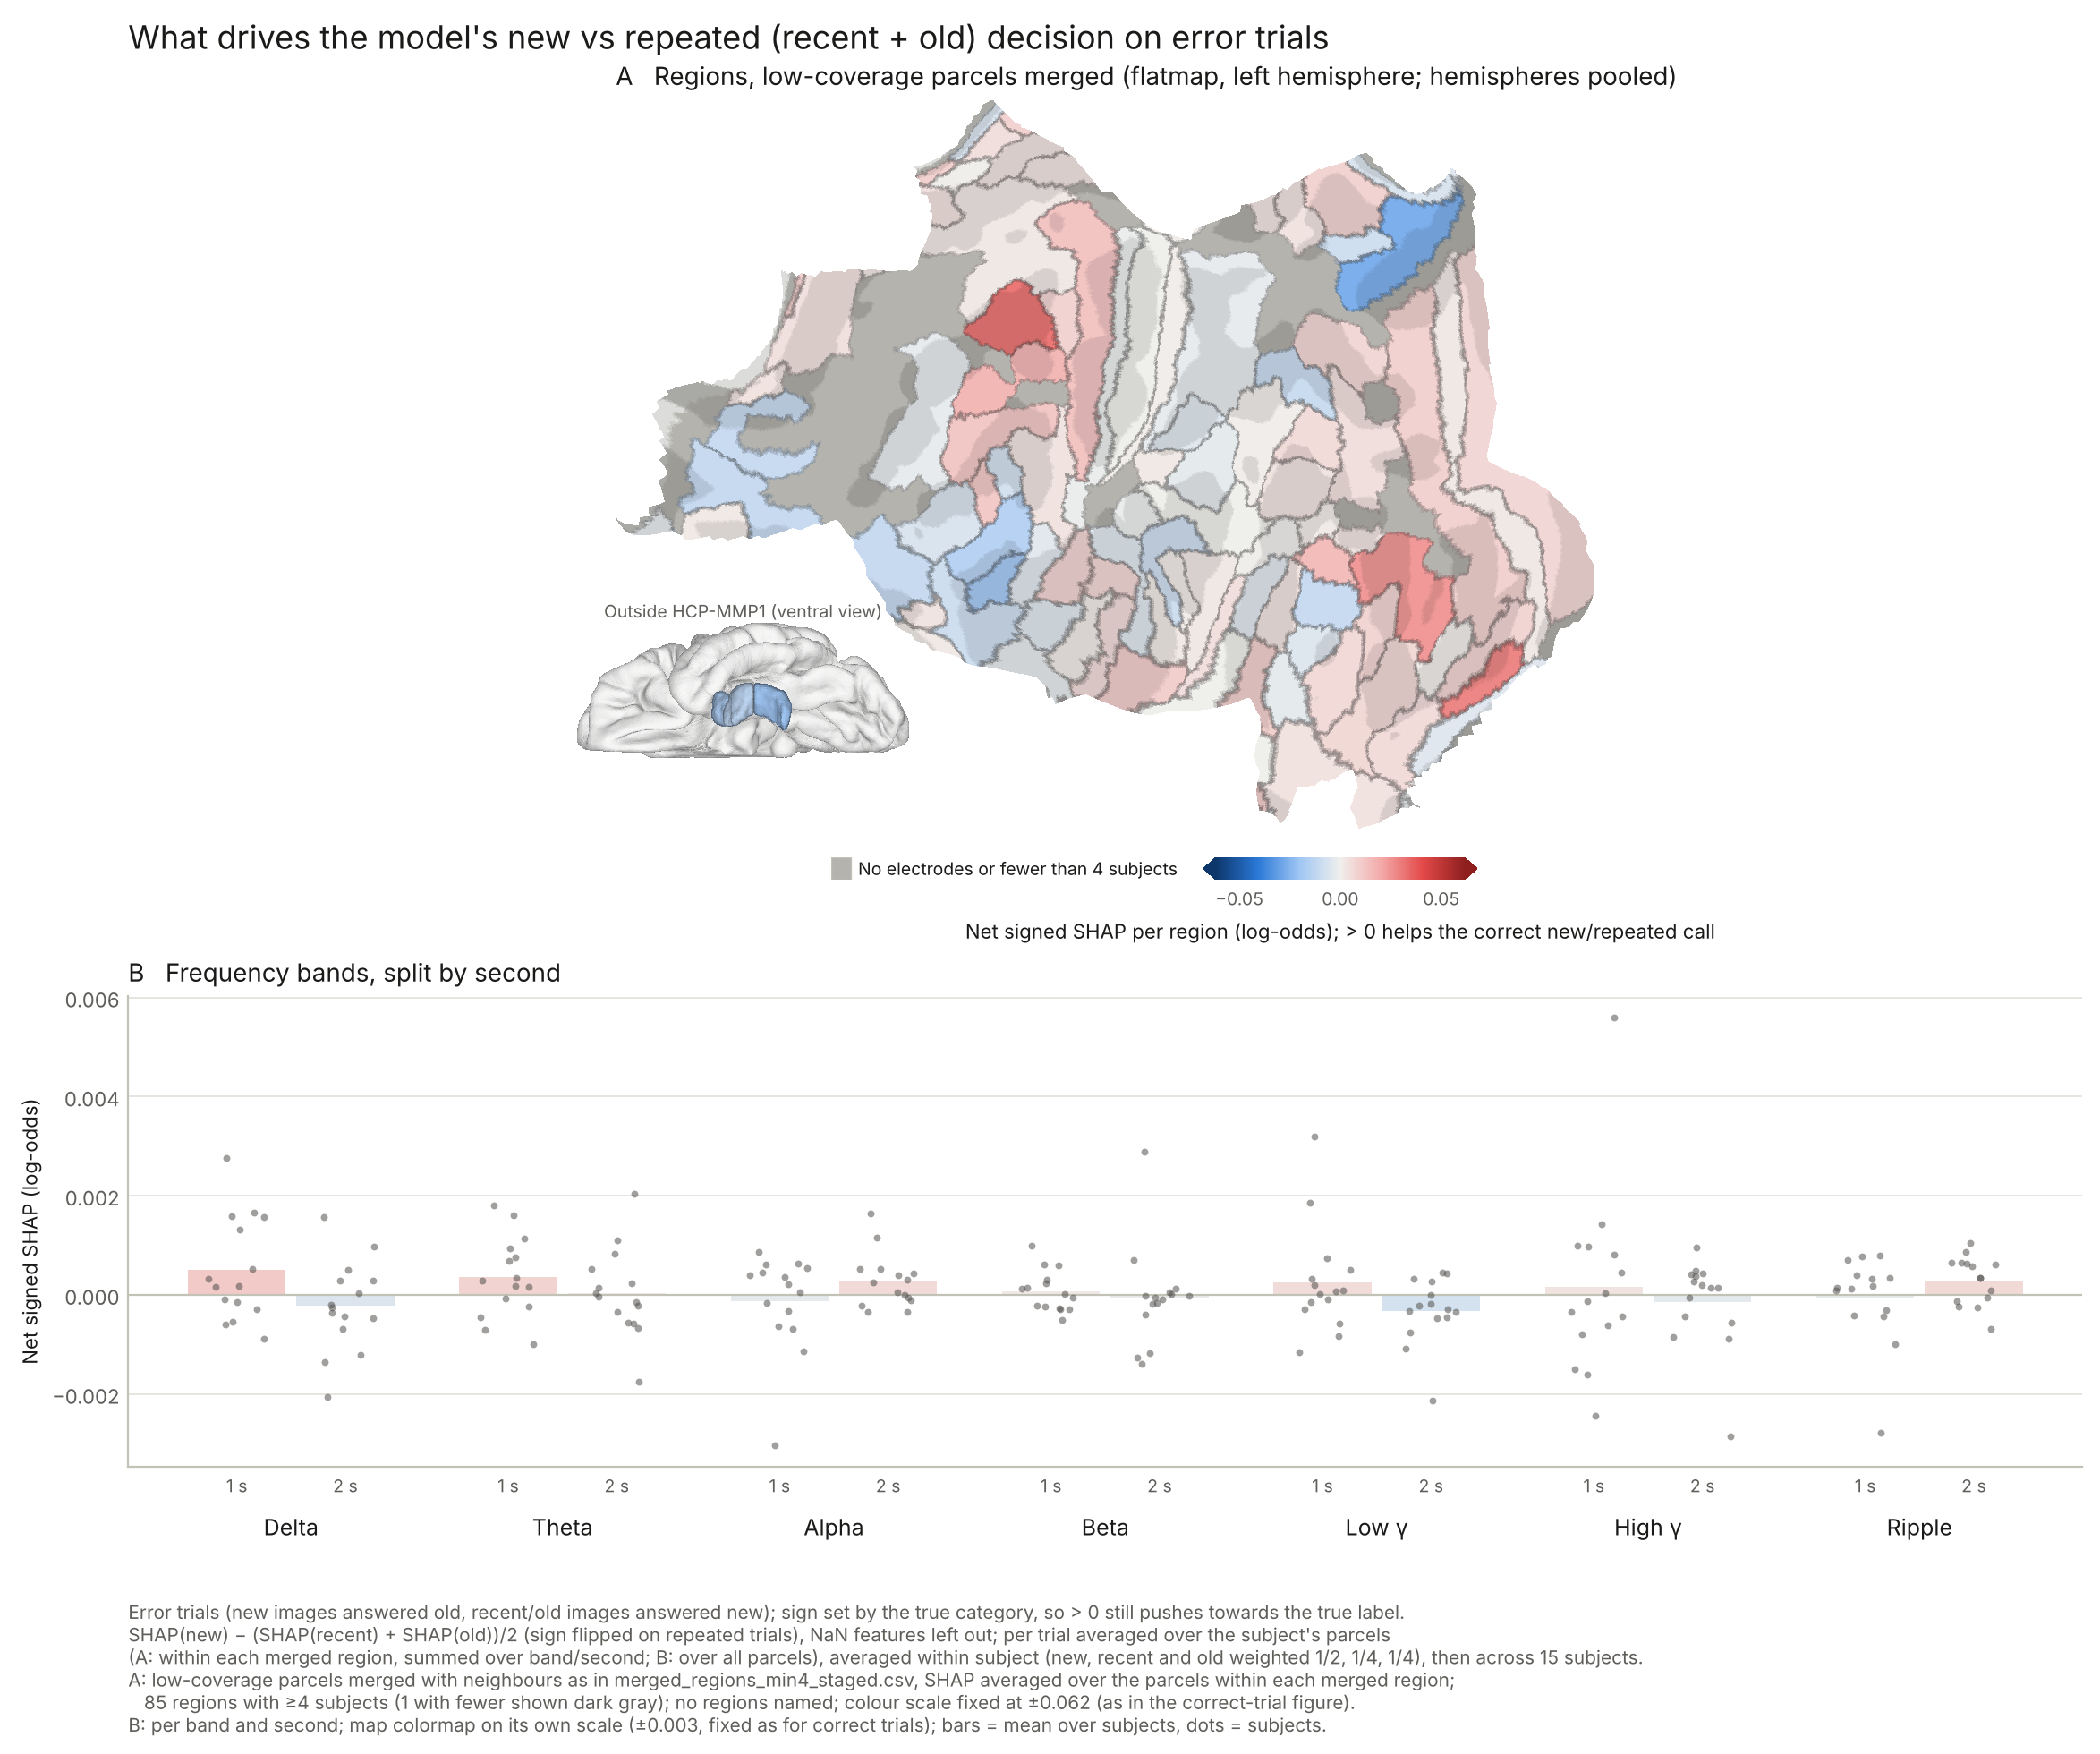 What drives the model's new vs repeated (recent + old) decision on error trials
A Regions, low-coverage parcels merged (flatmap, left hemisphere; hemispheres pooled)
Outside HCP-MMP1 (ventral view)
No electrodes or fewer than 4 subjects
−0.05 0.00 0.05
Net signed SHAP per region (log-odds); > 0 helps the correct new/repeated call
B Frequency bands, split by second
Net signed SHAP (log-odds)
0.006
0.004
0.002
0.000
−0.002
1 s 2 s 1 s 2 s 1 s 2 s 1 s 2 s 1 s 2 s 1 s 2 s 1 s 2 s
Delta Theta Alpha Beta Low γ High γ Ripple
Error trials (new images answered old, recent/old images answered new); sign set by the true category, so > 0 still pushes towards the true label.
SHAP(new) − (SHAP(recent) + SHAP(old))/2 (sign flipped on repeated trials), NaN features left out; per trial averaged over the subject's parcels
(A: within each merged region, summed over band/second; B: over all parcels), averaged within subject (new, recent and old weighted 1/2, 1/4, 1/4), then across 15 subjects.
A: low-coverage parcels merged with neighbours as in merged_regions_min4_staged.csv, SHAP averaged over the parcels within each merged region;
85 regions with ≥4 subjects (1 with fewer shown dark gray); no regions named; colour scale fixed at ±0.062 (as in the correct-trial figure).
B: per band and second; map colormap on its own scale (±0.003, fixed as for correct trials); bars = mean over subjects, dots = subjects.